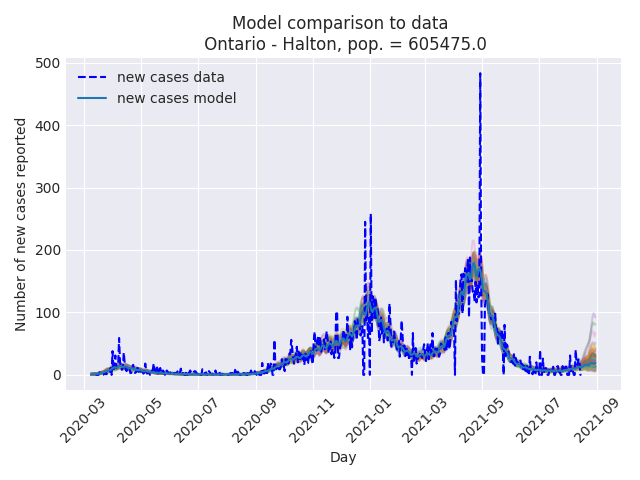 Model comparison to data
Ontario - Halton, pop. = 605475.0
500
400
300
200
100
0
Number of new cases reported
new cases data
new cases model
2020-03
2020-05
2020-07
2020-09
2020-11
2021-01
2021-03
2021-05
2021-07
2021-09
Day